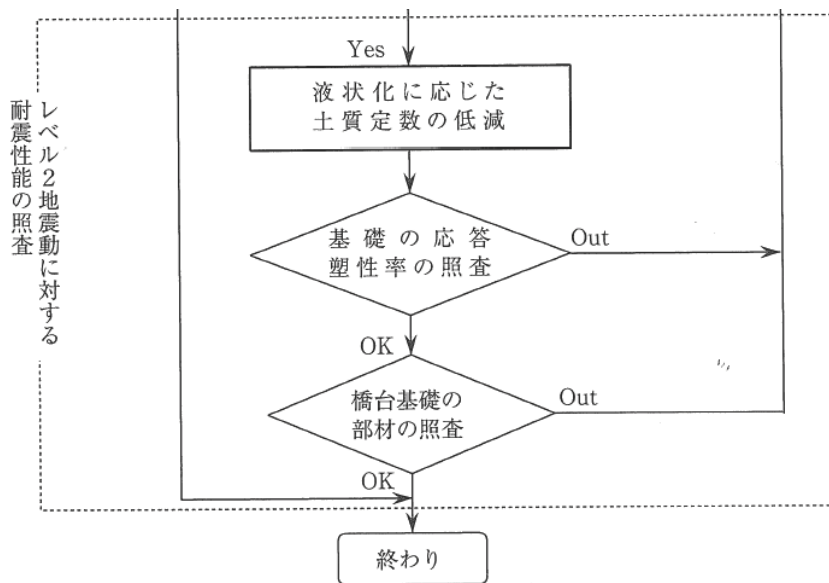 Yes
液状化に応じた
土質定数の低減
レベル2地震動に対する
耐震性能の照査
基礎の応答
塑性率の照査
Out
OK
橋台基礎の
部材の照査
Out
OK
終わり